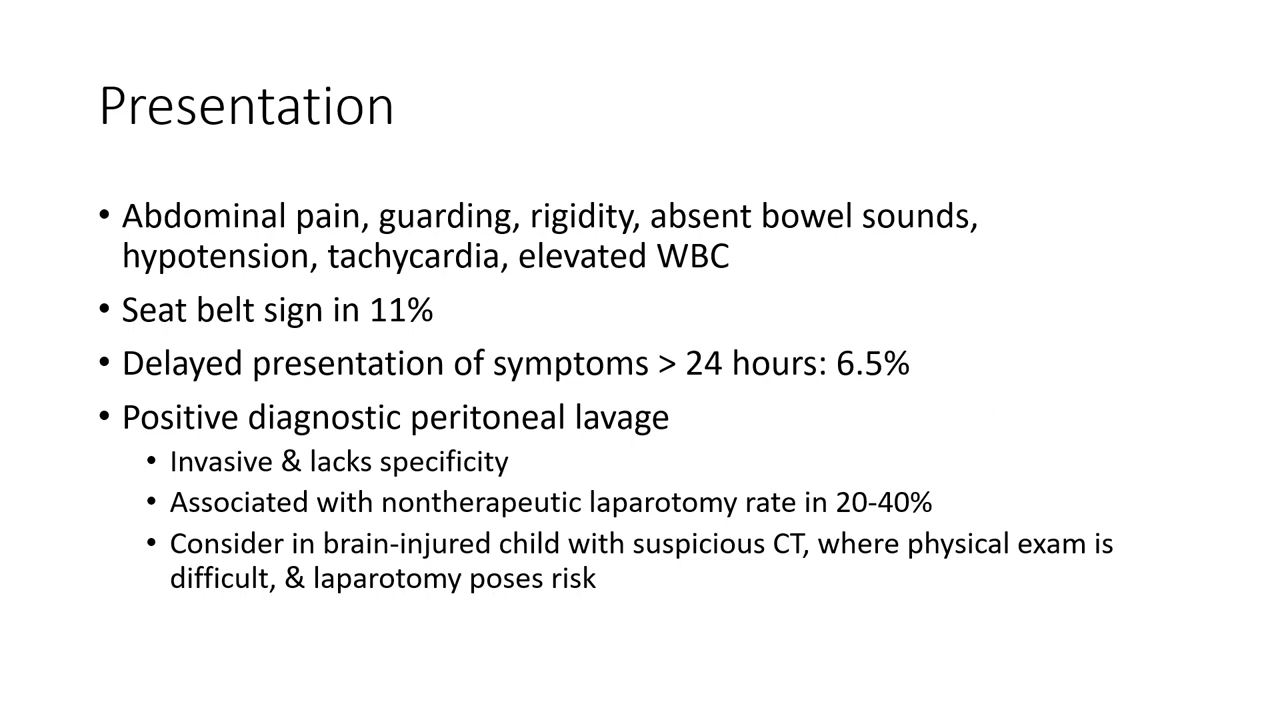 Presentation
• Abdominal pain, guarding, rigidity, absent bowel sounds,
hypotension, tachycardia, elevated WBC
• Seat belt sign in 11%
• Delayed presentation of symptoms > 24 hours: 6.5%
• Positive diagnostic peritoneal lavage
• Invasive & lacks specificity
• Associated with nontherapeutic laparotomy rate in 20-40%
• Consider in brain-injured child with suspicious CT, where physical exam is
difficult, & laparotomy poses risk